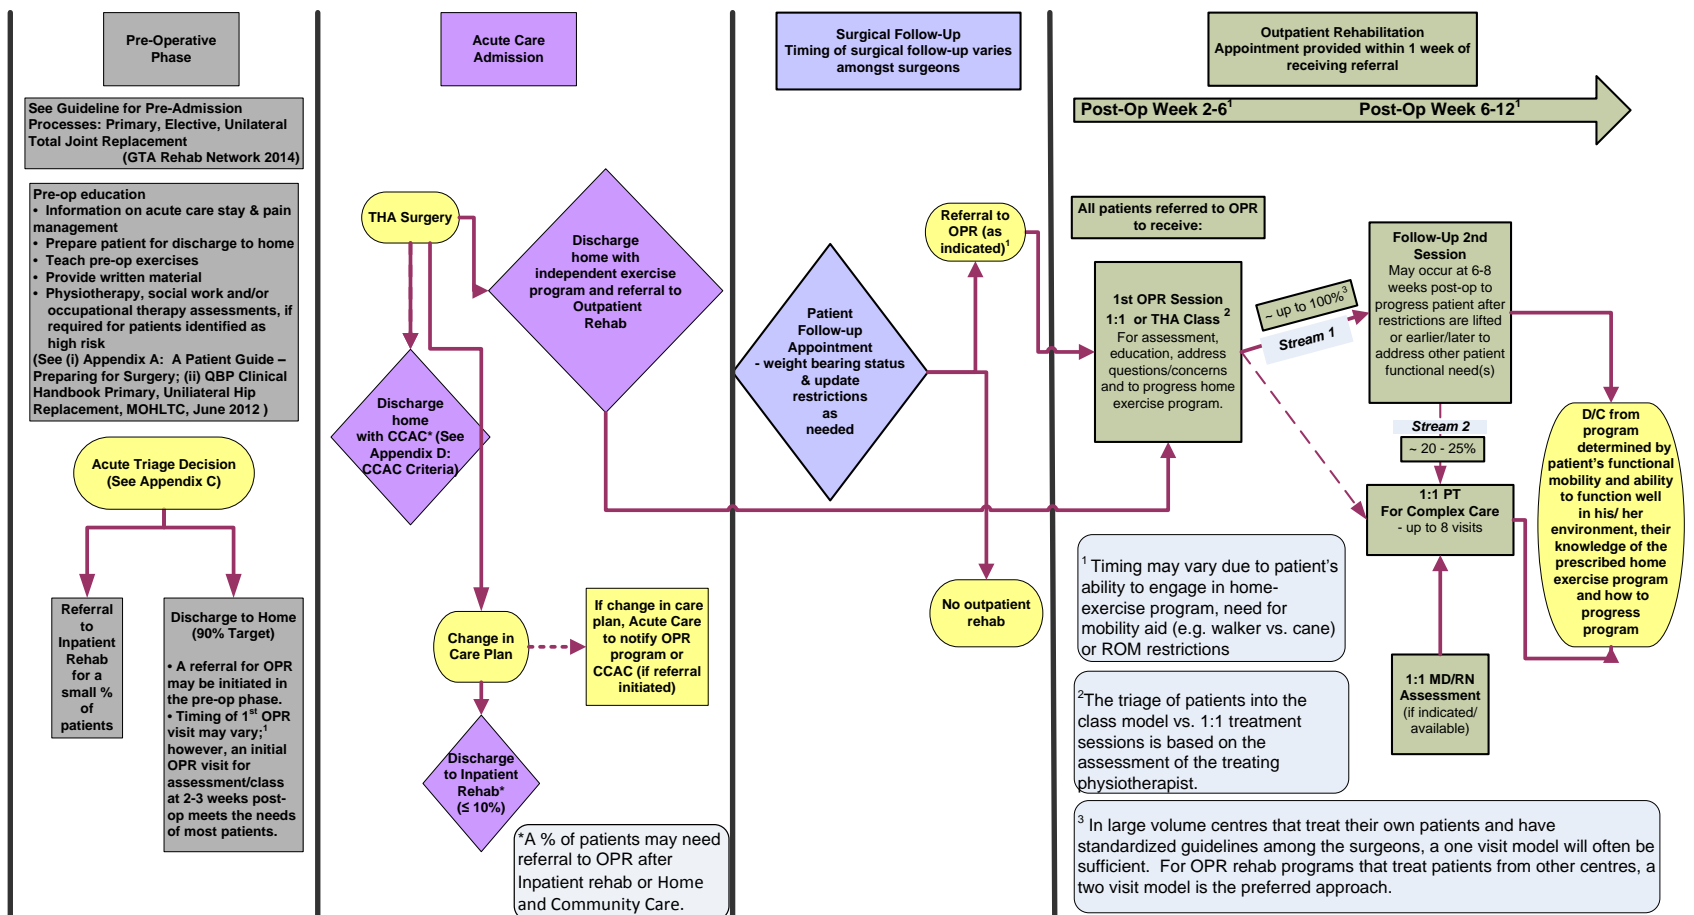 Pre-Operative
Phase
See Guideline for Pre-Admission
Processes: Primary, Elective, Unilateral
Total Joint Replacement
(GTA Rehab Network 2014)
Pre-op education
• Information on acute care stay & pain
management
• Prepare patient for discharge to home
• Teach pre-op exercises
• Provide written material
• Physiotherapy, social work and/or
occupational therapy assessments, if
required for patients identified as
high risk
(See (i) Appendix A: A Patient Guide –
Preparing for Surgery; (ii) QBP Clinical
Handbook Primary, Unilateral Hip
Replacement, MOHLTC, June 2012 )
Acute Triage Decision
(See Appendix C)
Referral
to
Inpatient
Rehab
for a
small %
of
patients
Discharge to Home
(90% Target)
• A referral for OPR
may be initiated in
the pre-op phase.
• Timing of 1st OPR
visit may vary;1
however, an initial
OPR visit for
assessment/class
at 2-3 weeks post-
op meets the needs
of most patients.
Acute Care
Admission
THA Surgery
Discharge
home with
independent exercise
program and referral to
Outpatient
Rehab
Discharge
home
with CCAC* (See
Appendix D:
CCAC Criteria)
Change in
Care Plan
If change in care
plan, Acute Care
to notify OPR
program or
CCAC (if referral
initiated)
Discharge
to Inpatient
Rehab*
(≤ 10%)
*A % of patients may need
referral to OPR after
Inpatient rehab or Home
and Community Care.
Surgical Follow-Up
Timing of surgical follow-up varies
amongst surgeons
Patient
Follow-up
Appointment
- weight bearing status
& update
restrictions
as
needed
Referral to
OPR (as
indicated)1
No outpatient
rehab
Outpatient Rehabilitation
Appointment provided within 1 week of
receiving referral
Post-Op Week 2-61
Post-Op Week 6-121
All patients referred to OPR
to receive:
1st OPR Session
1:1 or THA Class 2
For assessment,
education, address
questions/concerns
and to progress home
exercise program.
~ up to 100%3
Stream 1
Follow-Up 2nd
Session
May occur at 6-8
weeks post-op to
progress patient after
restrictions are lifted
or earlier/later to
address other patient
functional need(s)
Stream 2
~ 20 - 25%
1:1 PT
For Complex Care
- up to 8 visits
1:1 MD/RN
Assessment
(if indicated/
available)
D/C from
program
determined by
patient's functional
mobility and ability
to function well
in his/ her
environment, their
knowledge of the
prescribed home
exercise program
and how to
progress
program
1 Timing may vary due to patient's
ability to engage in home-
exercise program, need for
mobility aid (e.g. walker vs. cane)
or ROM restrictions
2The triage of patients into the
class model vs. 1:1 treatment
sessions is based on the
assessment of the treating
physiotherapist.
3 In large volume centres that treat their own patients and have
standardized guidelines among the surgeons, a one visit model will often be
sufficient. For OPR rehab programs that treat patients from other centres, a
two visit model is the preferred approach.